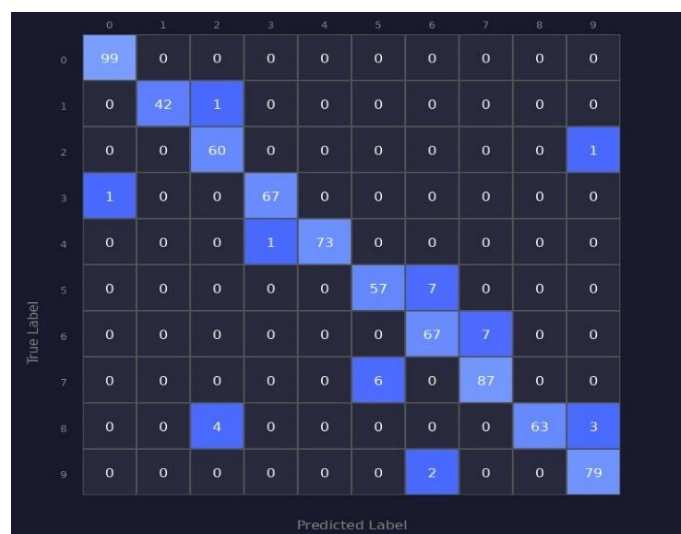 0 1 2 3 4 5 6 7 8 9
0 99 0 0 0 0 0 0 0 0 0
1 0 42 1 0 0 0 0 0 0 0
2 0 0 60 0 0 0 0 0 0 1
3 1 0 0 67 0 0 0 0 0 0
4 0 0 0 1 73 0 0 0 0 0
5 0 0 0 0 0 57 7 0 0 0
6 0 0 0 0 0 0 67 7 0 0
7 0 0 0 0 0 6 0 87 0 0
8 0 0 4 0 0 0 0 0 63 3
9 0 0 0 0 0 0 2 0 0 79
True Label
Predicted Label